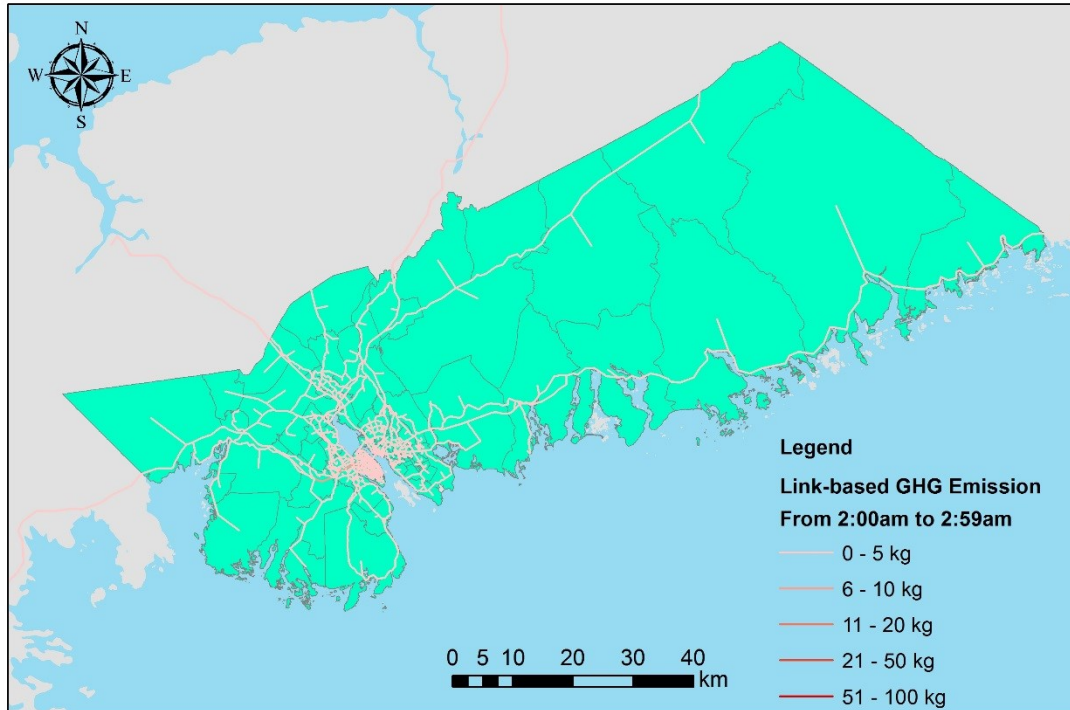 N
W E
S
Legend
Link-based GHG Emission
From 2:00am to 2:59am
0 - 5 kg
6 - 10 kg
11 - 20 kg
21 - 50 kg
51 - 100 kg
0 5 10 20 30 40
km